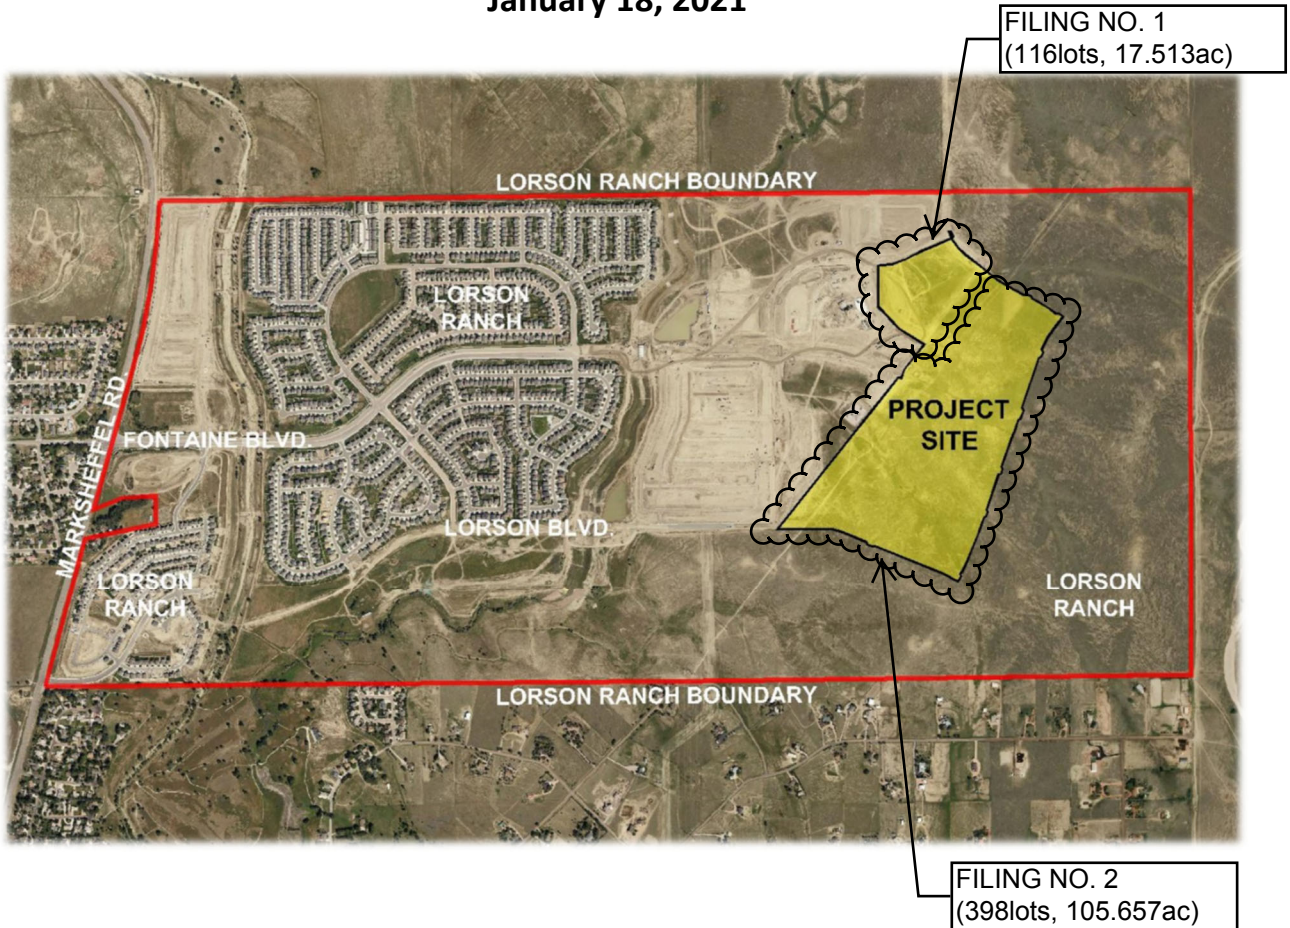 January 18, 2021
FILING NO. 1
(116lots, 17.513ac)
LORSON RANCH BOUNDARY
LORSON
RANCH
PROJECT
SITE
FONTAINE BLVD.
MARKSHEFFEL RD.
LORSON BLVD.
LORSON
RANCH
LORSON
RANCH
LORSON RANCH BOUNDARY
FILING NO. 2
(398lots, 105.657ac)